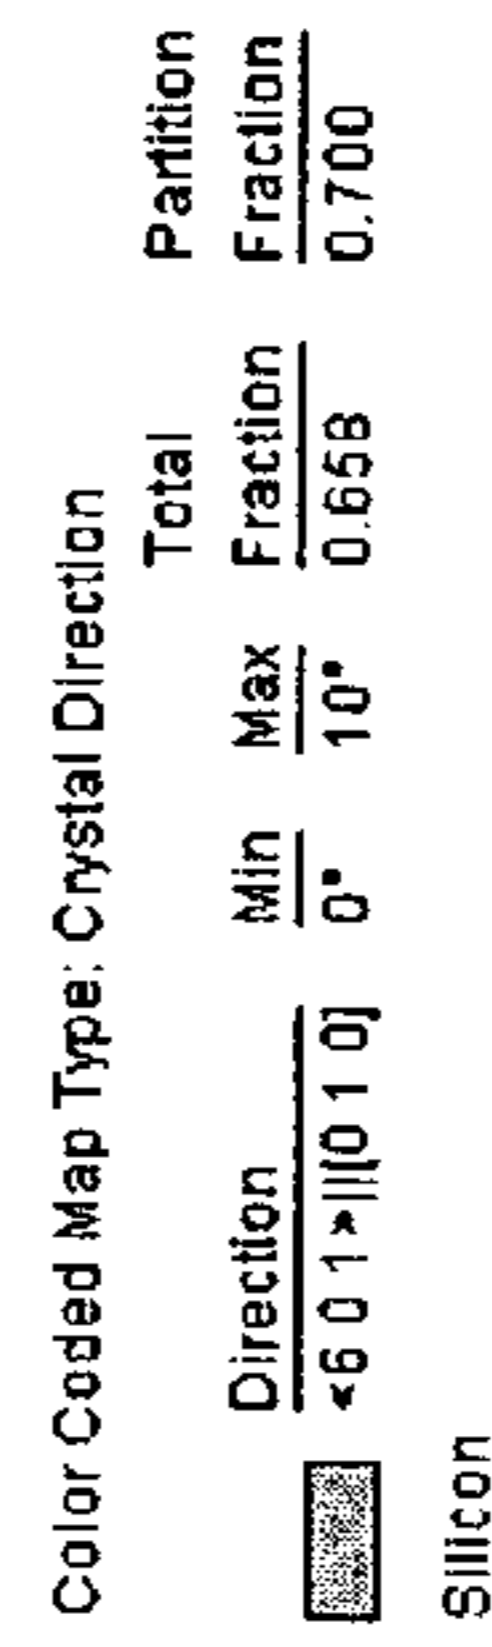 Color Coded Map Type: Crystal Direction
Total Partition
Direction Min Max Fraction Fraction
<6 0 1>||[0 1 0] 0° 10° 0.658 0.700
Silicon